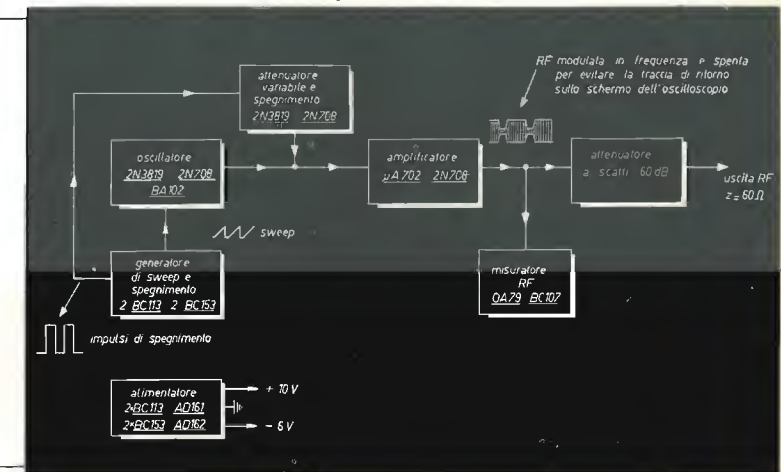 RF modulata in frequenza e spenta
per evitare la traccia di ritorno
sullo schermo dell'oscilloscopio
attenuatore
variabile e
spegnimento
2N3819 2N708
oscillatore
2N3819 2N708
BA102
amplificatore
µA702 2N708
attenuatore
a scatti 60 dB
uscita RF
z = 60 Ω
sweep
generatore
di sweep e
spegnimento
2 BC113 2 BC153
misuratore
RF
OA79 BC107
impulsi di spegnimento
alimentatore
2×BC113 AD161
2×BC153 AD162
+ 10 V
- 6 V